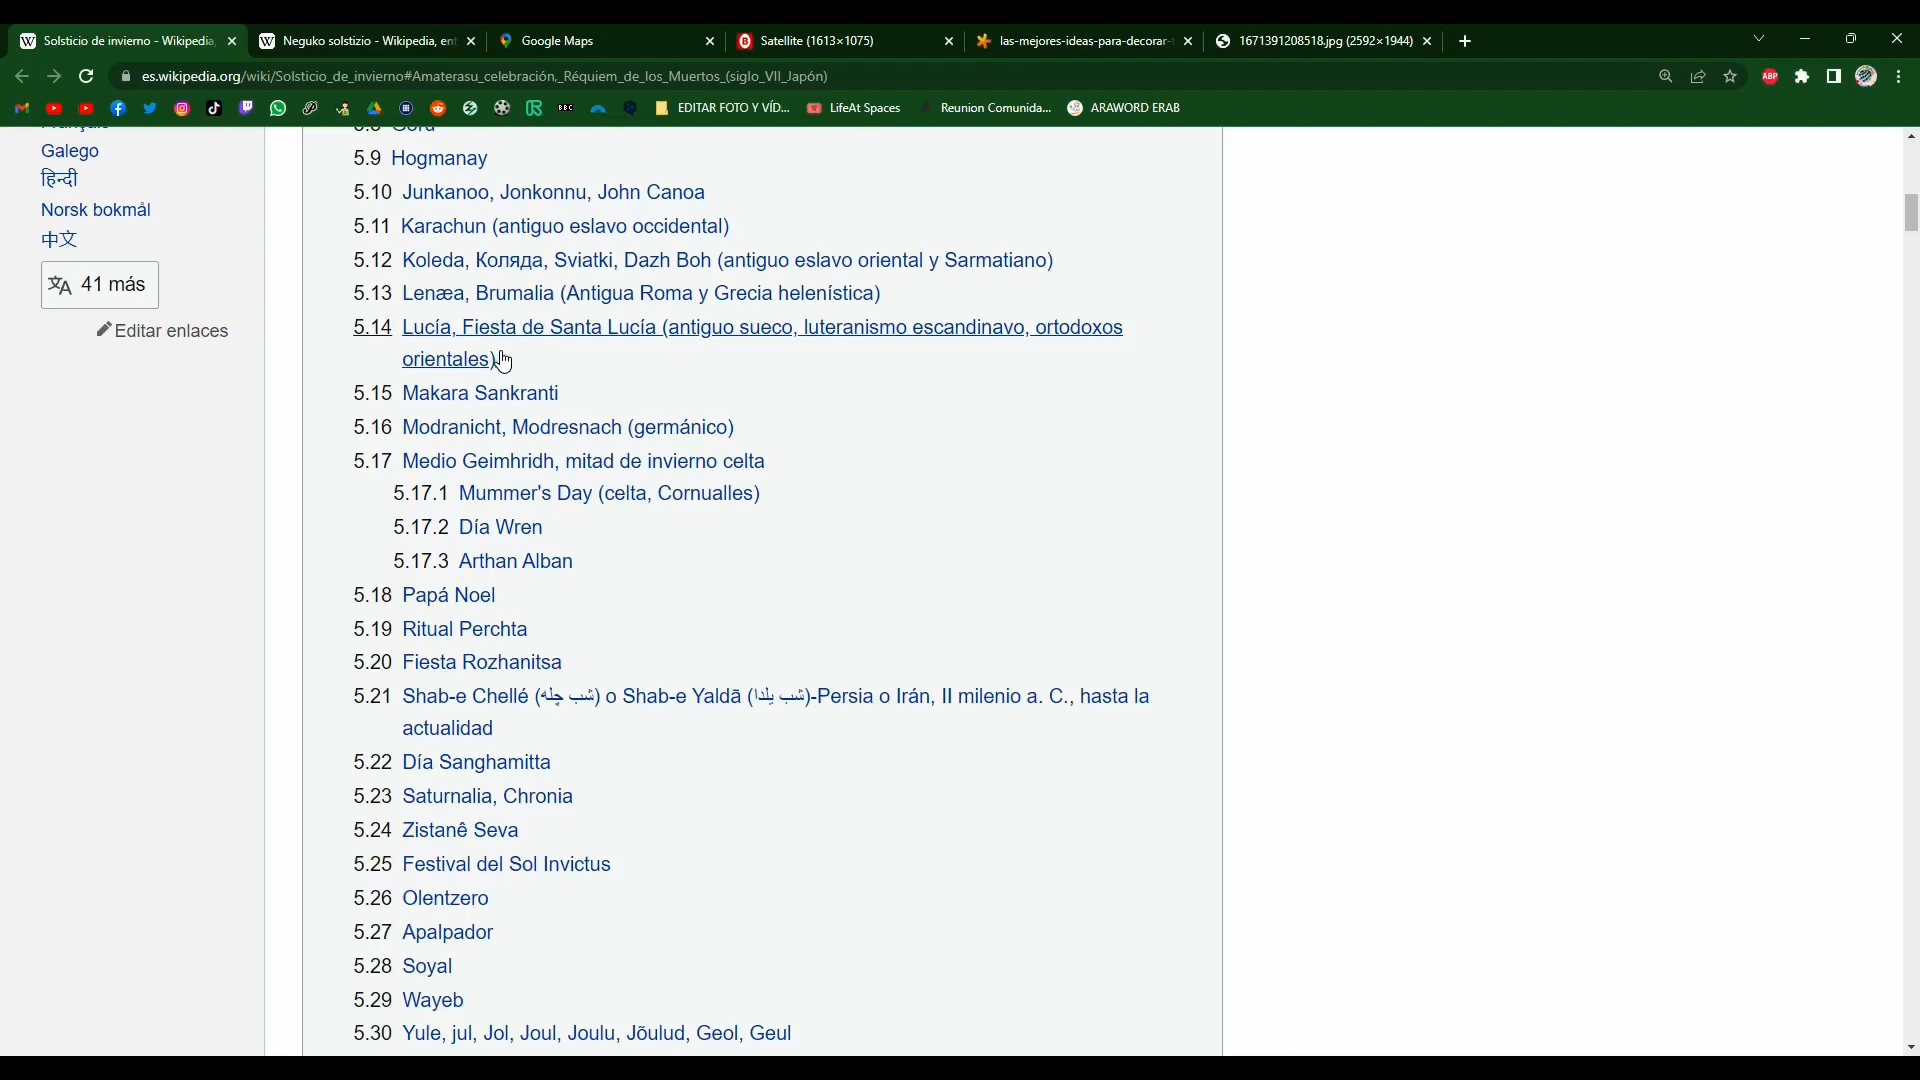 Solsticio de invierno - Wikipedia,
Neguko solstizio - Wikipedia, ent
Google Maps
Satellite (1613×1075)
las-mejores-ideas-para-decorar-
1671391208518.jpg (2592×1944)
es.wikipedia.org/wiki/Solsticio_de_invierno#Amaterasu_celebración,_Réquiem_de_los_Muertos_(siglo_VII_Japón)
ABP
BBC
EDITAR FOTO Y VÍD...
LifeAt Spaces
Reunion Comunida...
ARAWORD ERAB
Galego
हिन्दी
Norsk bokmål
中文
41 más
Editar enlaces
5.9 Hogmanay
5.10 Junkanoo, Jonkonnu, John Canoa
5.11 Karachun (antiguo eslavo occidental)
5.12 Koleda, Коляда, Sviatki, Dazh Boh (antiguo eslavo oriental y Sarmatiano)
5.13 Lenæa, Brumalia (Antigua Roma y Grecia helenística)
5.14 Lucía, Fiesta de Santa Lucía (antiguo sueco, luteranismo escandinavo, ortodoxos
orientales)
5.15 Makara Sankranti
5.16 Modranicht, Modresnach (germánico)
5.17 Medio Geimhridh, mitad de invierno celta
5.17.1 Mummer's Day (celta, Cornualles)
5.17.2 Día Wren
5.17.3 Arthan Alban
5.18 Papá Noel
5.19 Ritual Perchta
5.20 Fiesta Rozhanitsa
5.21 Shab-e Chellé (شب چله) o Shab-e Yaldā (شب یلدا)-Persia o Irán, II milenio a. C., hasta la
actualidad
5.22 Día Sanghamitta
5.23 Saturnalia, Chronia
5.24 Zistanê Seva
5.25 Festival del Sol Invictus
5.26 Olentzero
5.27 Apalpador
5.28 Soyal
5.29 Wayeb
5.30 Yule, jul, Jol, Joul, Joulu, Jõulud, Geol, Geul